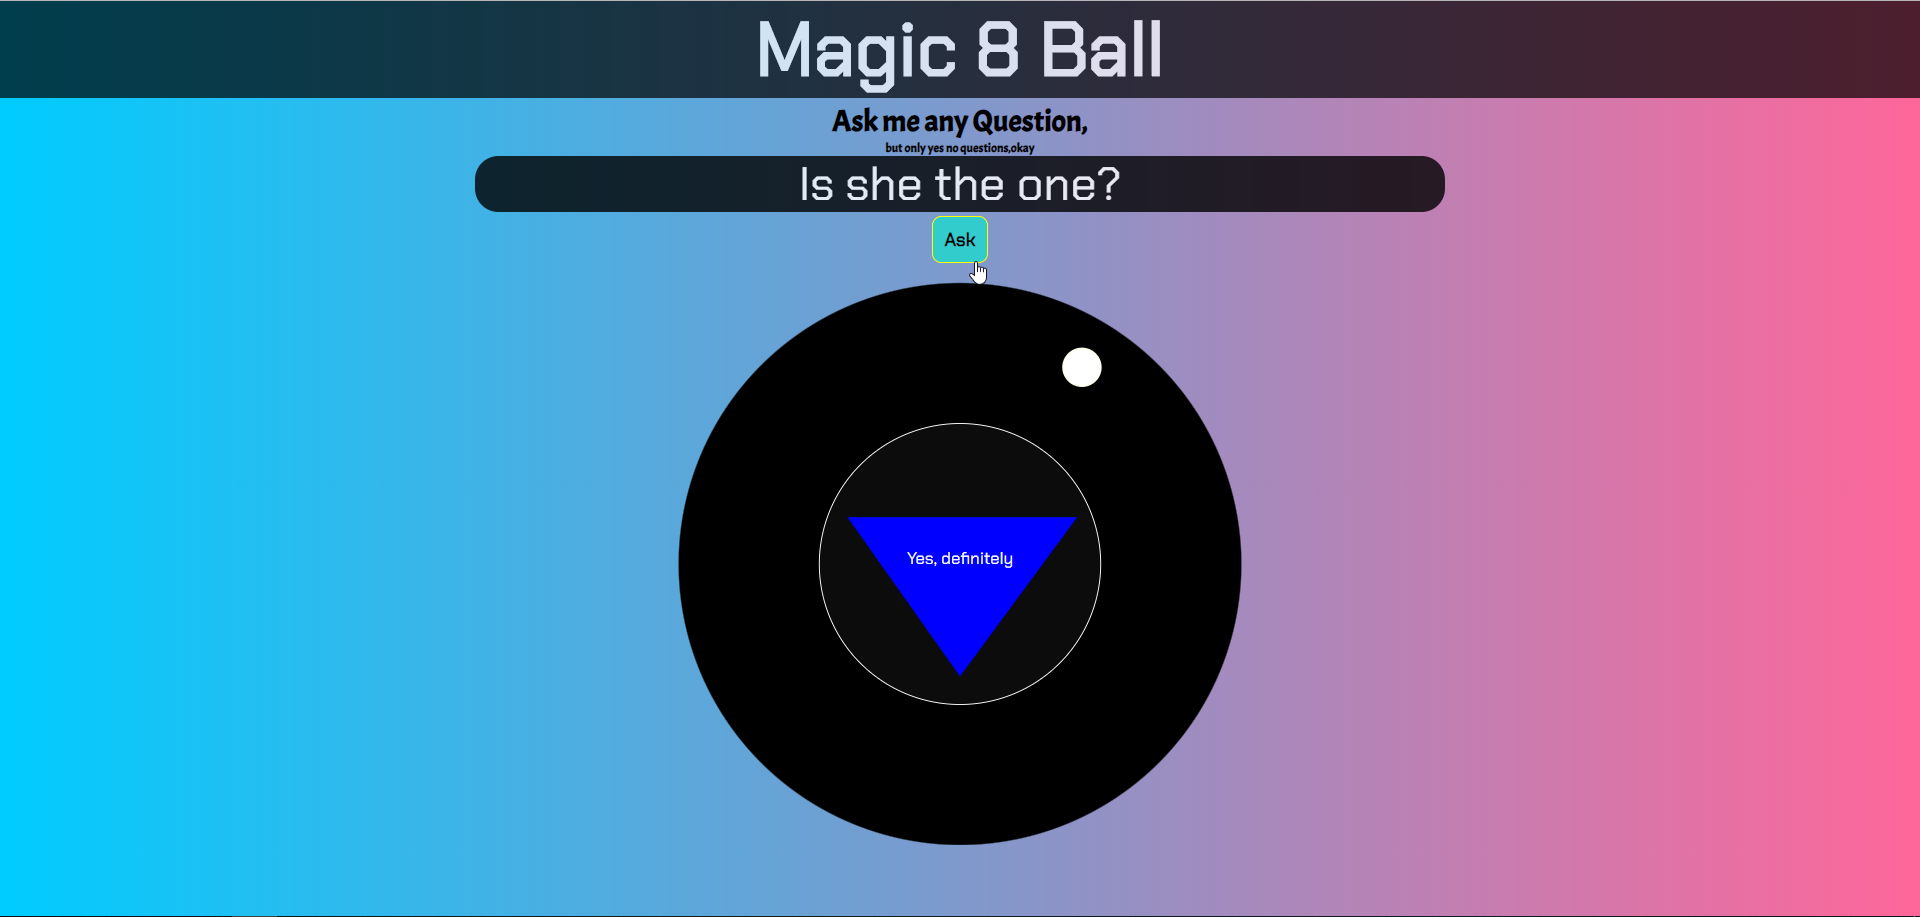 Magic 8 Ball
Ask me any Question,
but only yes no questions,okay
Is she the one?
Ask
Yes, definitely